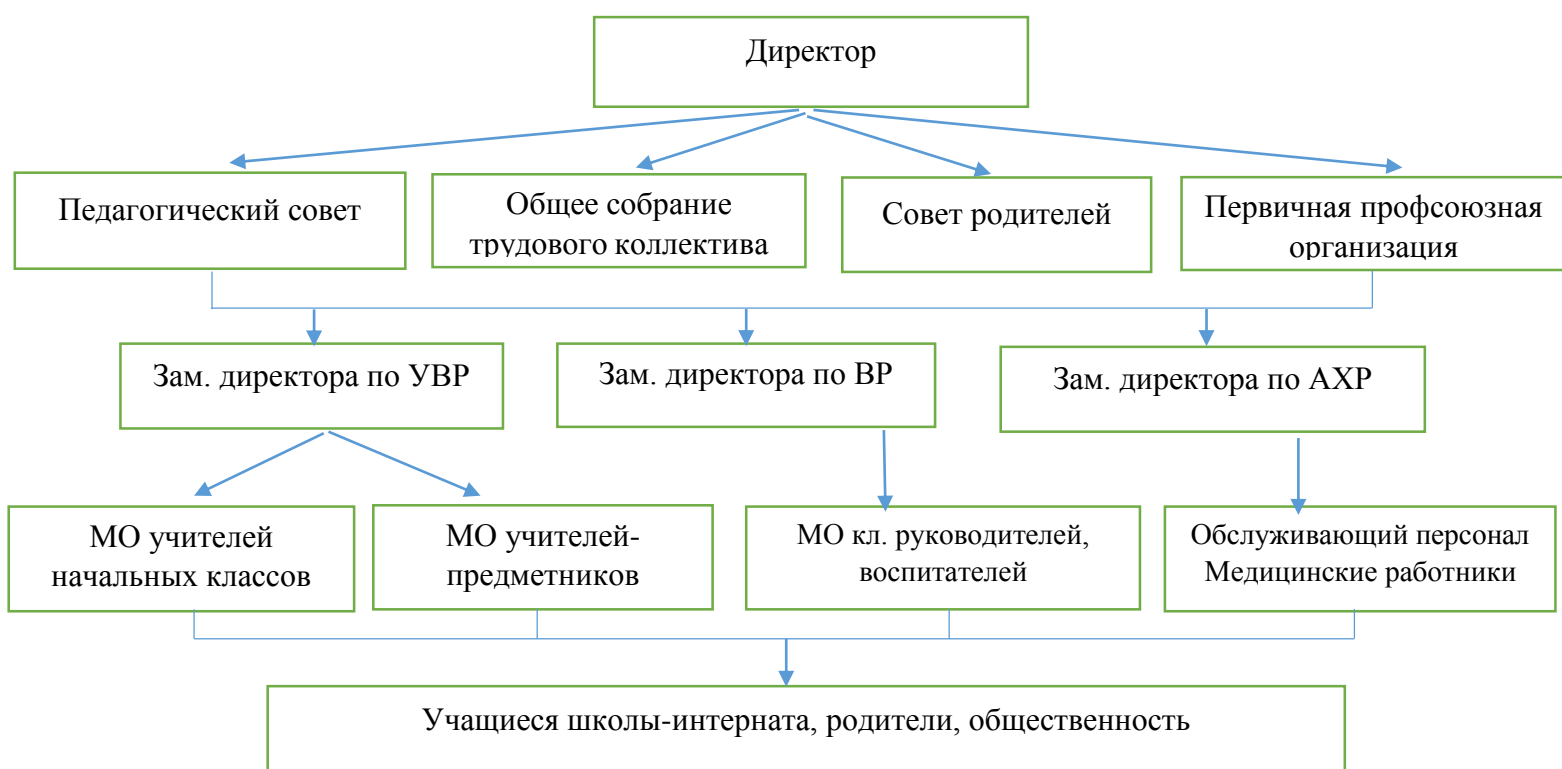 Директор
Педагогический совет
Общее собрание
трудового коллектива
Совет родителей
Первичная профсоюзная
организация
Зам. директора по УВР
Зам. директора по ВР
Зам. директора по АХР
МО учителей
начальных классов
МО учителей-
предметников
МО кл. руководителей,
воспитателей
Обслуживающий персонал
Медицинские работники
Учащиеся школы-интерната, родители, общественность